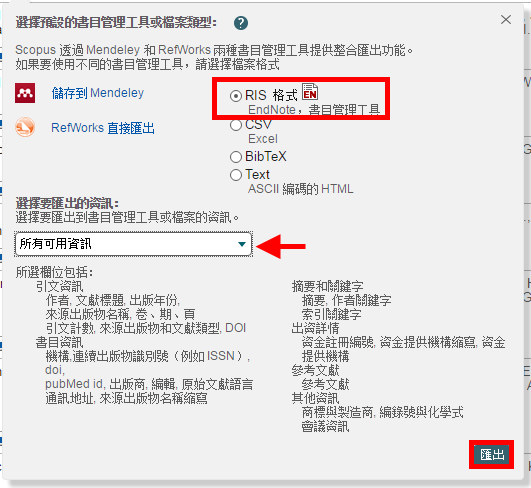 選擇預設的書目管理工具或檔案類型： ?
Scopus 透過 Mendeley 和 RefWorks 兩種書目管理工具提供整合匯出功能。
如果要使用不同的書目管理工具，請選擇檔案格式
儲存到 Mendeley
RefWorks 直接匯出
RIS 格式 EN
EndNote，書目管理工具
CSV
Excel
BibTeX
Text
ASCII 編碼的 HTML
選擇要匯出的資訊：
選擇要匯出到書目管理工具或檔案的資訊。
所有可用資訊
所選欄位包括：
引文資訊
作者, 文獻標題, 出版年份,
來源出版物名稱, 卷、期、頁
引文計數, 來源出版物和文獻類型, DOI
書目資訊
機構,連續出版物識別號（例如 ISSN）,
doi,
pubMed id, 出版商, 編輯, 原始文獻語言
通訊地址, 來源出版物名稱縮寫
摘要和關鍵字
摘要, 作者關鍵字
索引關鍵字
出資詳情
資金註冊編號, 資金提供機構縮寫, 資金
提供機構
參考文獻
參考文獻
其他資訊
商標與製造商, 編錄號與化學式
會議資訊
匯出